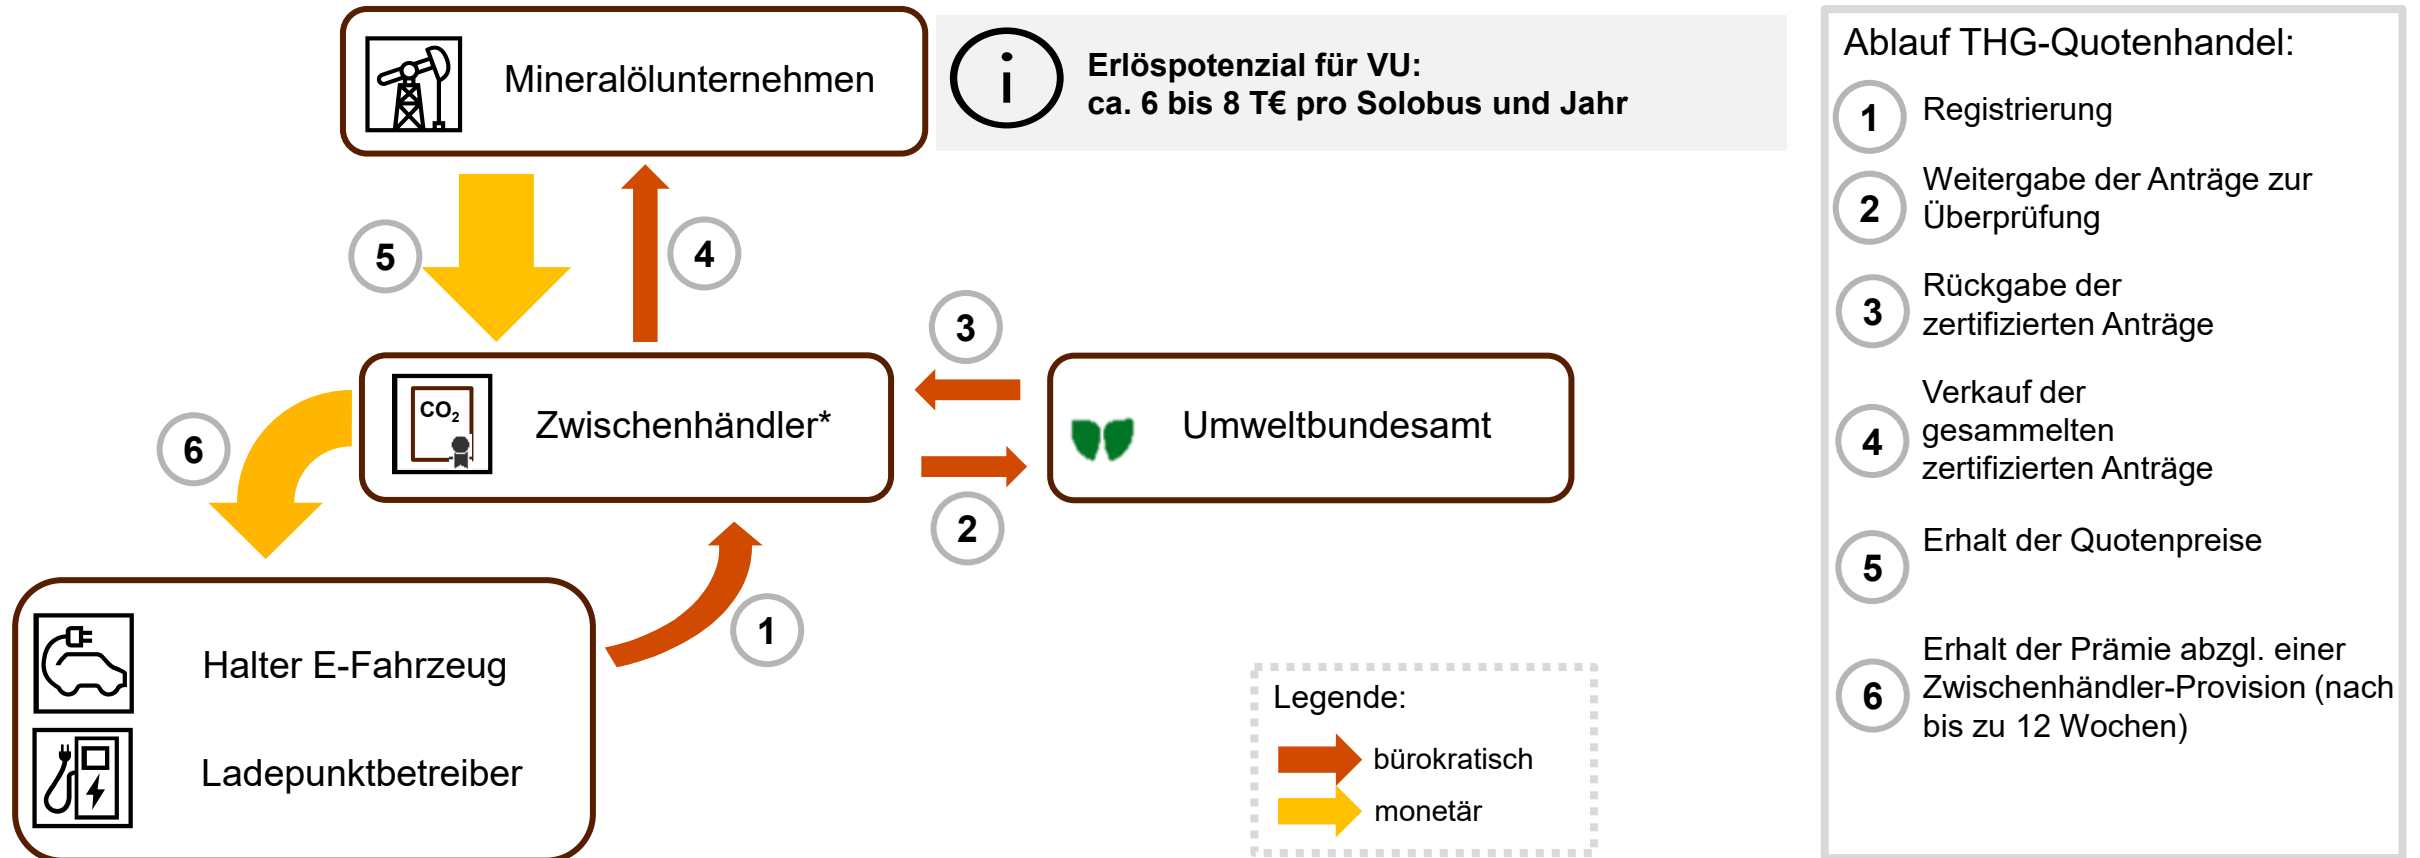 Mineralölunternehmen
i
Erlöspotenzial für VU:
ca. 6 bis 8 T€ pro Solobus und Jahr
5
4
3
CO2
Zwischenhändler*
Umweltbundesamt
6
2
1
Halter E-Fahrzeug
Ladepunktbetreiber
Legende:
bürokratisch
monetär
Ablauf THG-Quotenhandel:
1
Registrierung
2
Weitergabe der Anträge zur
Überprüfung
3
Rückgabe der
zertifizierten Anträge
4
Verkauf der
gesammelten
zertifizierten Anträge
5
Erhalt der Quotenpreise
6
Erhalt der Prämie abzgl. einer
Zwischenhändler-Provision (nach
bis zu 12 Wochen)